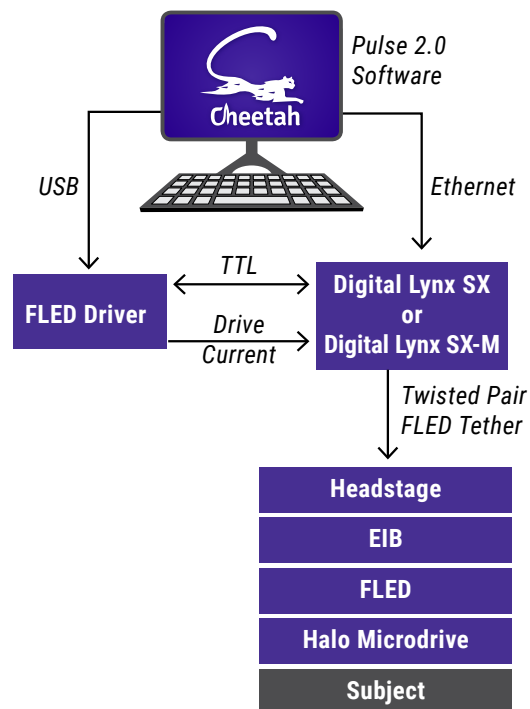 Pulse 2.0
Software
Cheetah
USB
Ethernet
TTL
FLED Driver
Drive
Current
Digital Lynx SX
or
Digital Lynx SX-M
Twisted Pair
FLED Tether
Headstage
EIB
FLED
Halo Microdrive
Subject